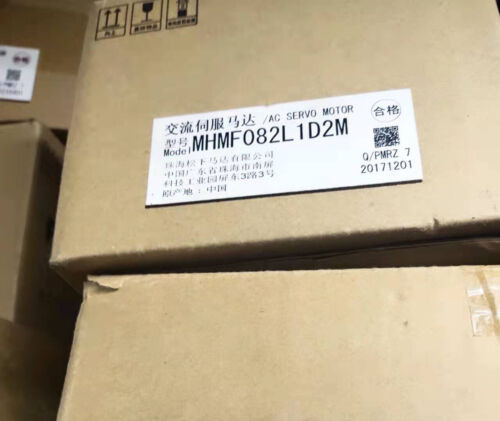 交流伺服马达 /AC SERVO MOTOR
合格
型号
Model MHMF082L1D2M
珠海松下马达有限公司
中国广东省珠海市南屏
科技工业园屏东3路3号
原产地: 中国
Q/PMRZ 7
20171201